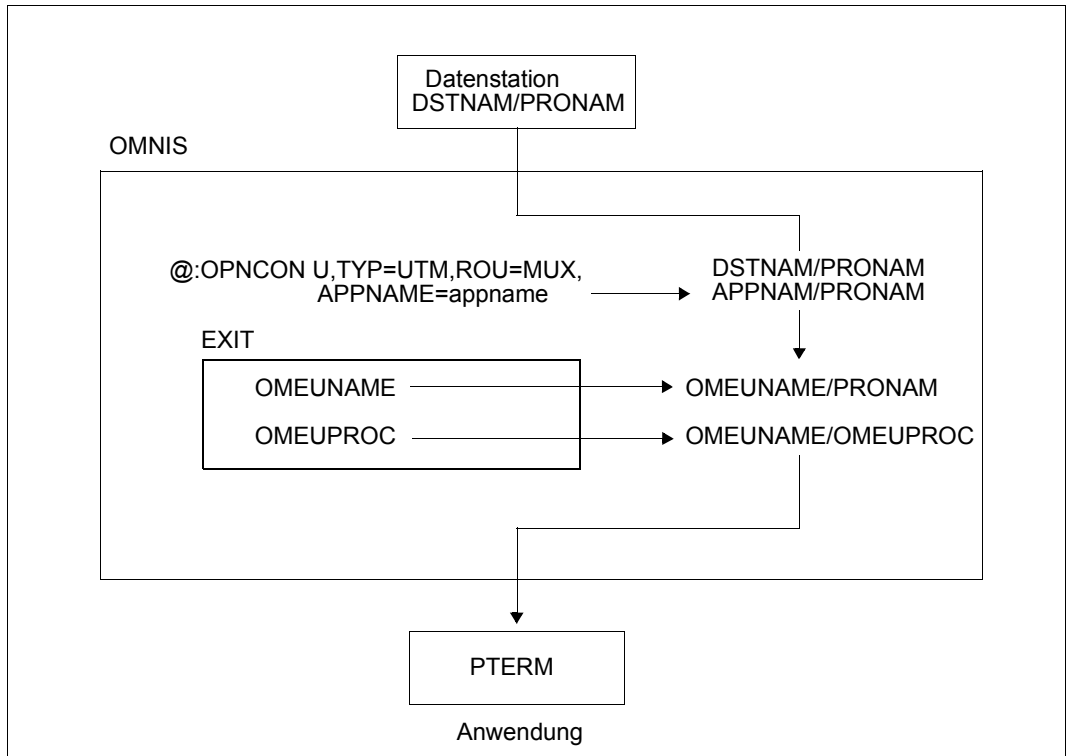 Datenstation
DSTNAM/PRONAM
OMNIS
@:OPNCON U,TYP=UTM,ROU=MUX,
APPNAME=appname
DSTNAM/PRONAM
APPNAM/PRONAM
EXIT
OMEUNAME
OMEUNAME/PRONAM
OMEUPROC
OMEUNAME/OMEUPROC
PTERM
Anwendung